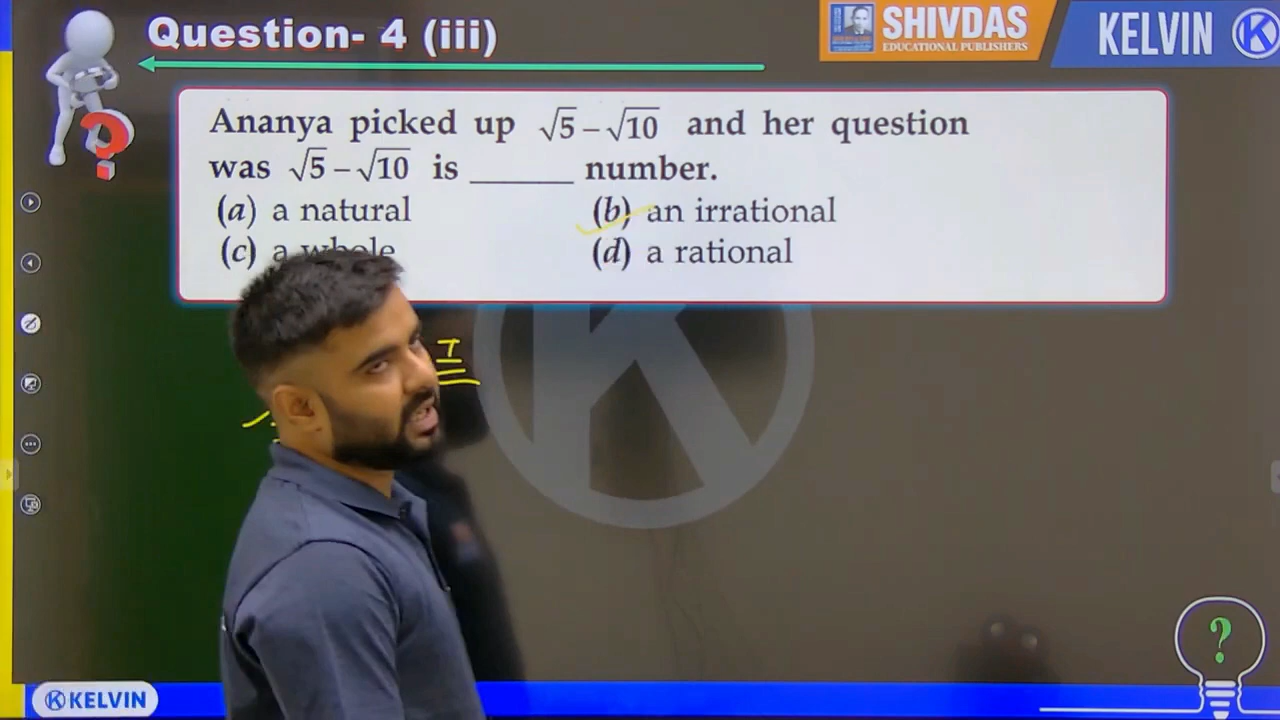 Question- 4 (iii)
SHIVDAS
EDUCATIONAL PUBLISHERS
KELVIN
Ananya picked up √5 – √10 and her question
was √5 – √10 is ______ number.
(a) a natural
(b) an irrational
(c) a whole
(d) a rational
I
KELVIN